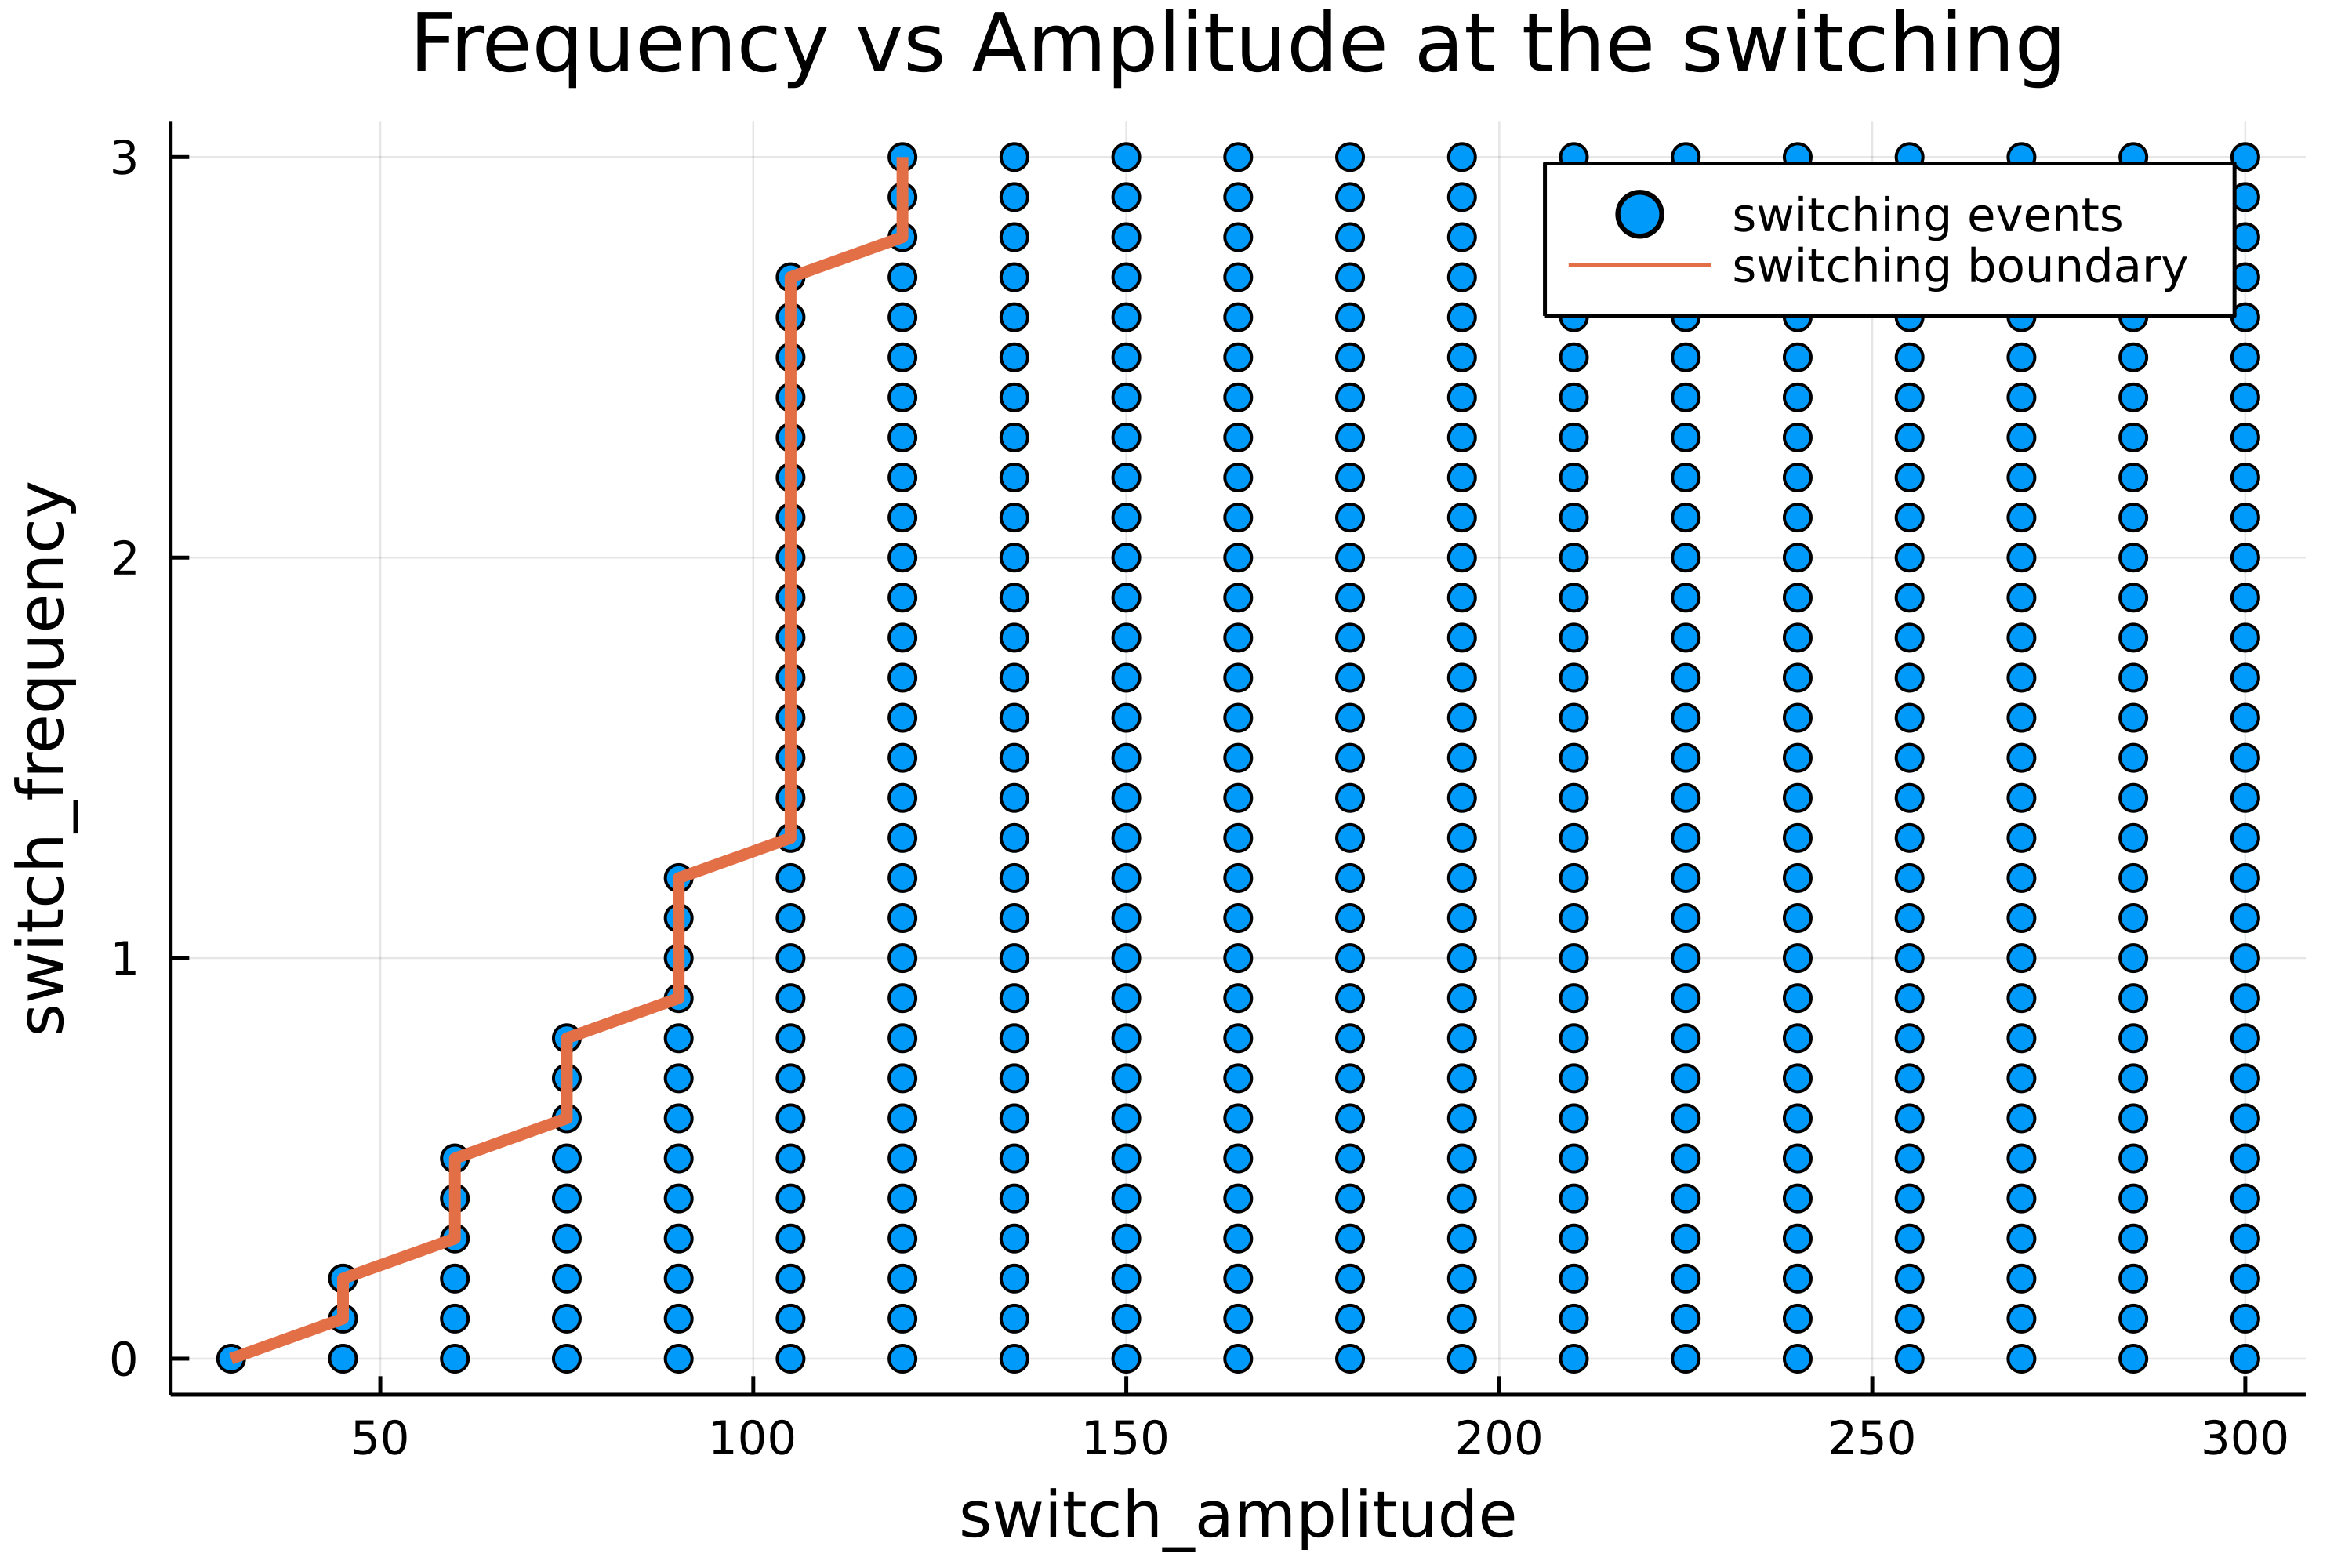 Frequency vs Amplitude at the switching
switching events
switching boundary
switch_frequency
3
2
1
0
50 100 150 200 250 300
switch_amplitude